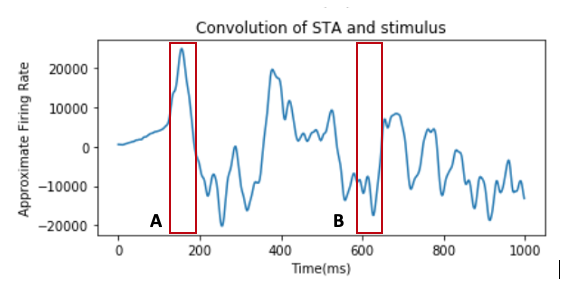 Convolution of STA and stimulus
Approximate Firing Rate
20000
10000
0
−10000
−20000
A
B
0
200
400
600
800
1000
Time(ms)